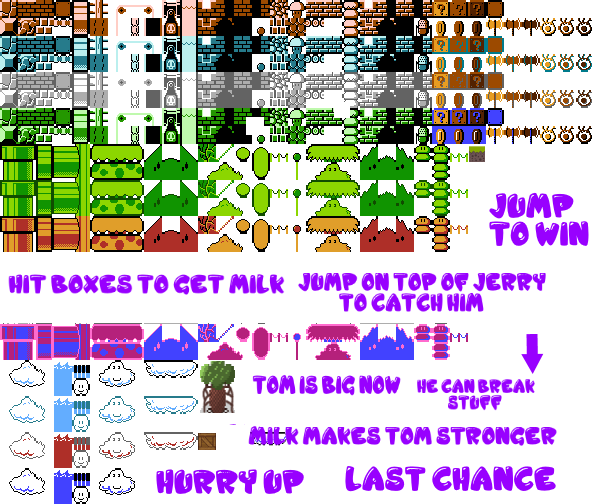 JUMP
TO WIN
HIT BOXES TO GET MILK
JUMP ON TOP OF JERRY
TO CATCH HIM
TOM IS BIG NOW
HE CAN BREAK
STUFF
MILK MAKES TOM STRONGER
HURRY UP
LAST CHANCE